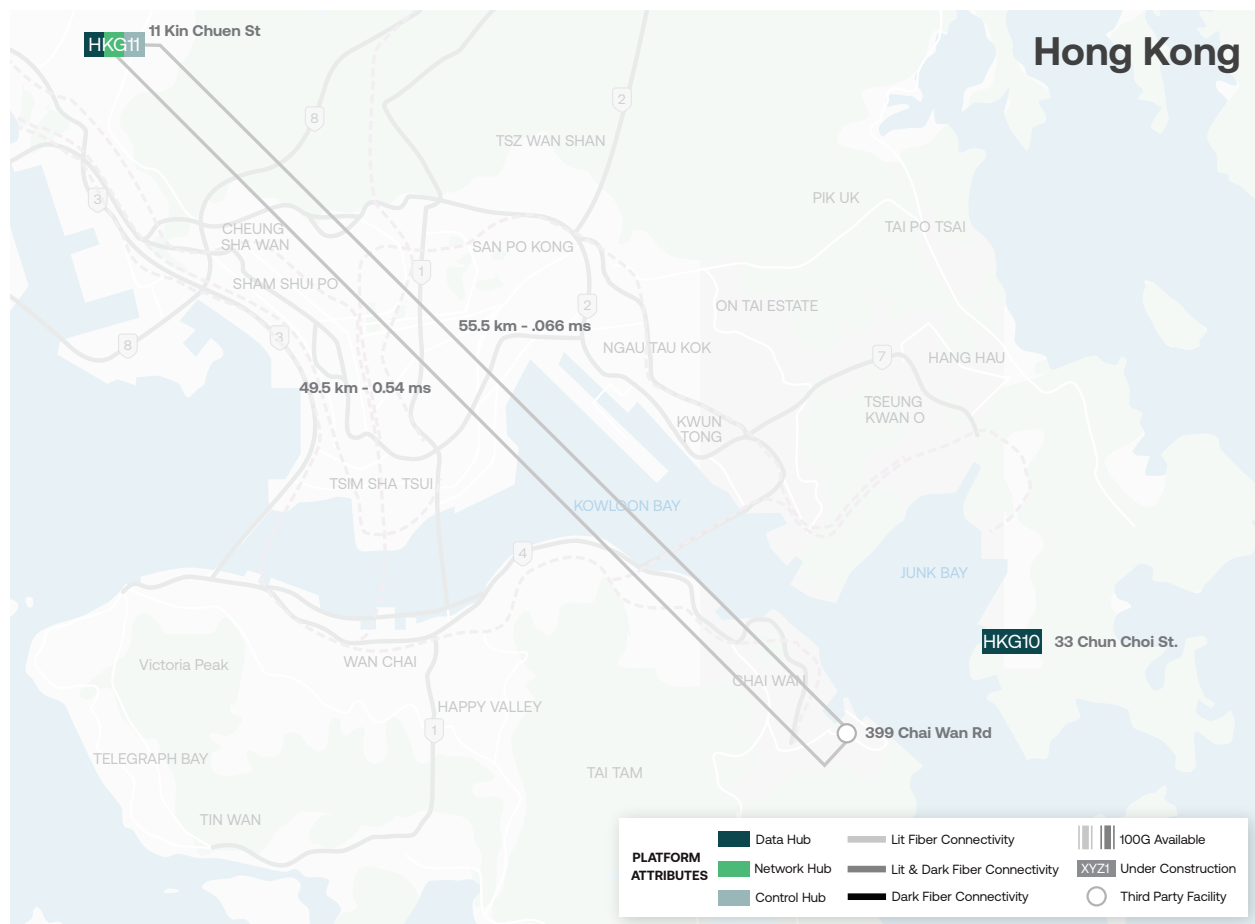 Hong Kong
HKG11
11 Kin Chuen St
8
2
TSZ WAN SHAN
3
PIK UK
TAI PO TSAI
CHEUNG
SHA WAN
SAN PO KONG
1
SHAM SHUI PO
2
ON TAI ESTATE
55.5 km - .066 ms
8
3
NGAU TAU KOK
7
HANG HAU
49.5 km - 0.54 ms
TSEUNG
KWAN O
KWUN
TONG
TSIM SHA TSUI
KOWLOON BAY
4
JUNK BAY
HKG10
33 Chun Choi St.
Victoria Peak
WAN CHAI
CHAI WAN
HAPPY VALLEY
1
399 Chai Wan Rd
TELEGRAPH BAY
TAI TAM
TIN WAN
PLATFORM
ATTRIBUTES
Data Hub
Network Hub
Control Hub
Lit Fiber Connectivity
Lit & Dark Fiber Connectivity
Dark Fiber Connectivity
100G Available
XYZ1 Under Construction
Third Party Facility